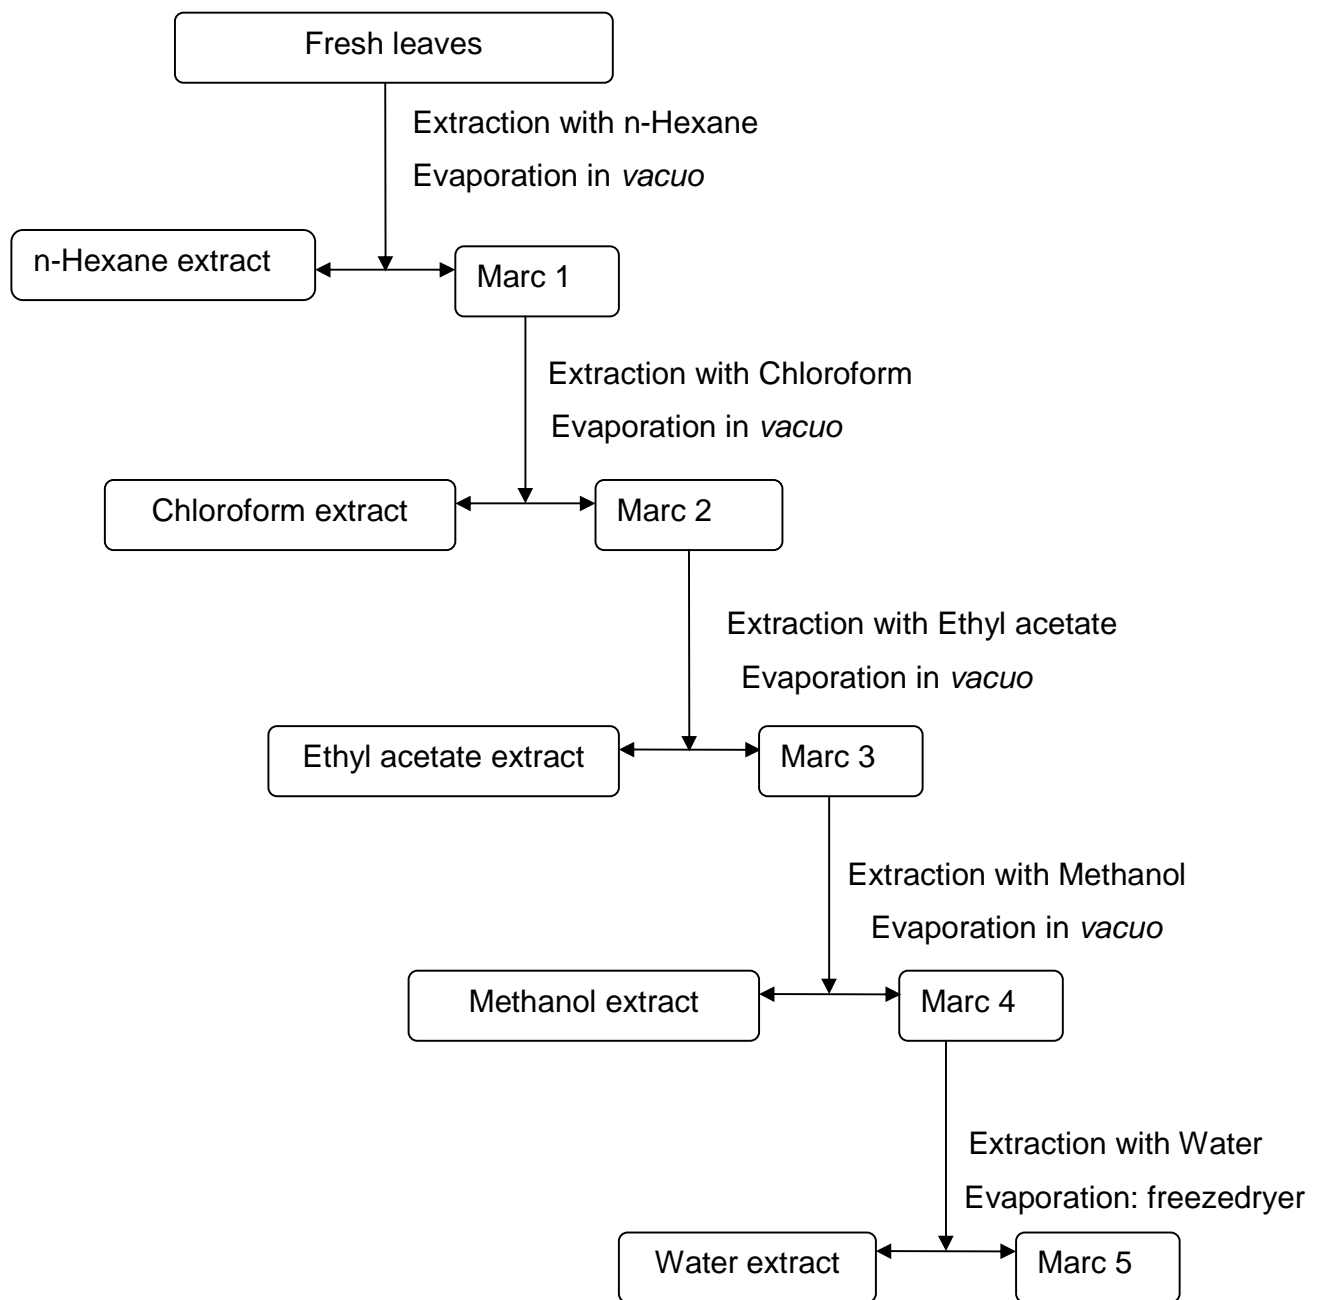 Fresh leaves
Extraction with n-Hexane
Evaporation in vacuo
n-Hexane extract
Marc 1
Extraction with Chloroform
Evaporation in vacuo
Chloroform extract
Marc 2
Extraction with Ethyl acetate
Evaporation in vacuo
Ethyl acetate extract
Marc 3
Extraction with Methanol
Evaporation in vacuo
Methanol extract
Marc 4
Extraction with Water
Evaporation: freezedryer
Water extract
Marc 5